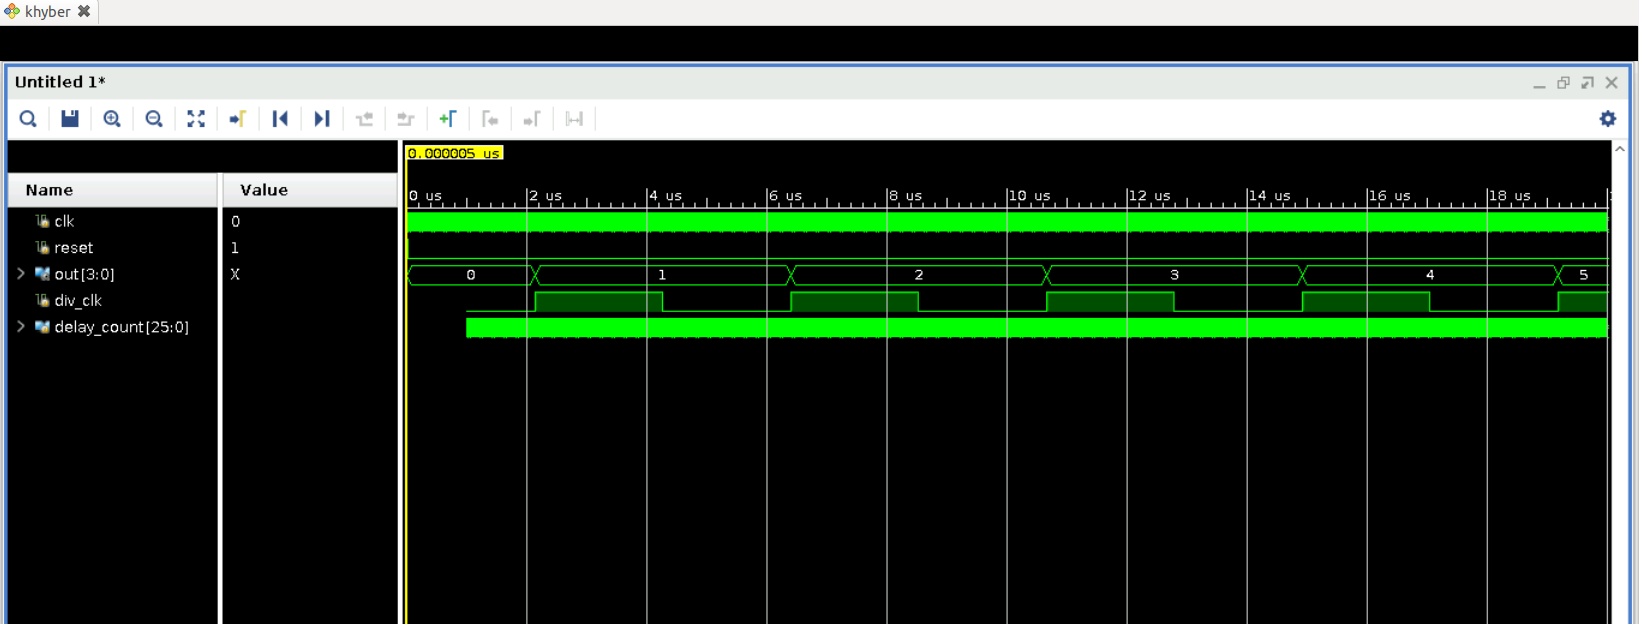 khyber
Untitled 1*
0.000005 us
Name Value
0 us 2 us 4 us 6 us 8 us 10 us 12 us 14 us 16 us 18 us
clk 0
reset 1
out[3:0] X 0 1 2 3 4 5
div_clk
delay_count[25:0]